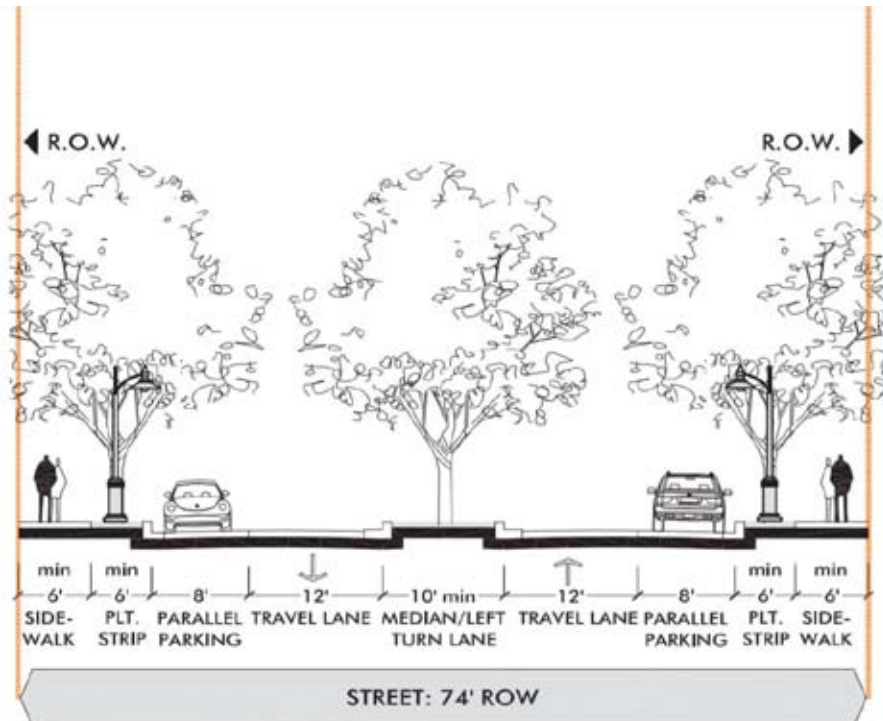 R.O.W. R.O.W.
min min min min
6' 6' 8' 12' 10' min 12' 8' 6' 6'
SIDE- PLT. PARALLEL TRAVEL LANE MEDIAN/LEFT TRAVEL LANE PARALLEL PLT. SIDE-
WALK STRIP PARKING TURN LANE PARKING STRIP WALK
STREET: 74' ROW